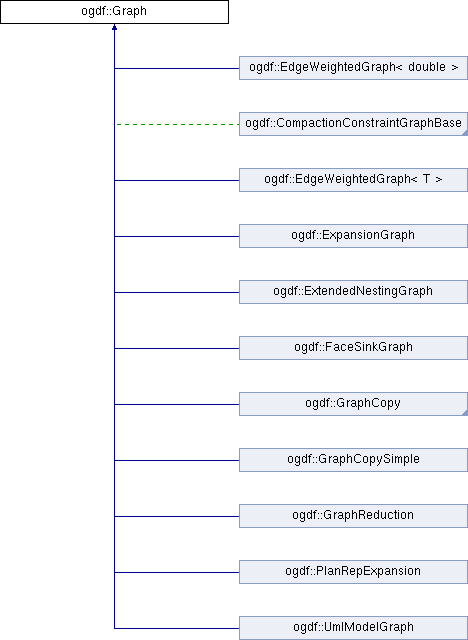 ogdf::Graph
ogdf::EdgeWeightedGraph< double >
ogdf::CompactionConstraintGraphBase
ogdf::EdgeWeightedGraph< T >
ogdf::ExpansionGraph
ogdf::ExtendedNestingGraph
ogdf::FaceSinkGraph
ogdf::GraphCopy
ogdf::GraphCopySimple
ogdf::GraphReduction
ogdf::PlanRepExpansion
ogdf::UmlModelGraph